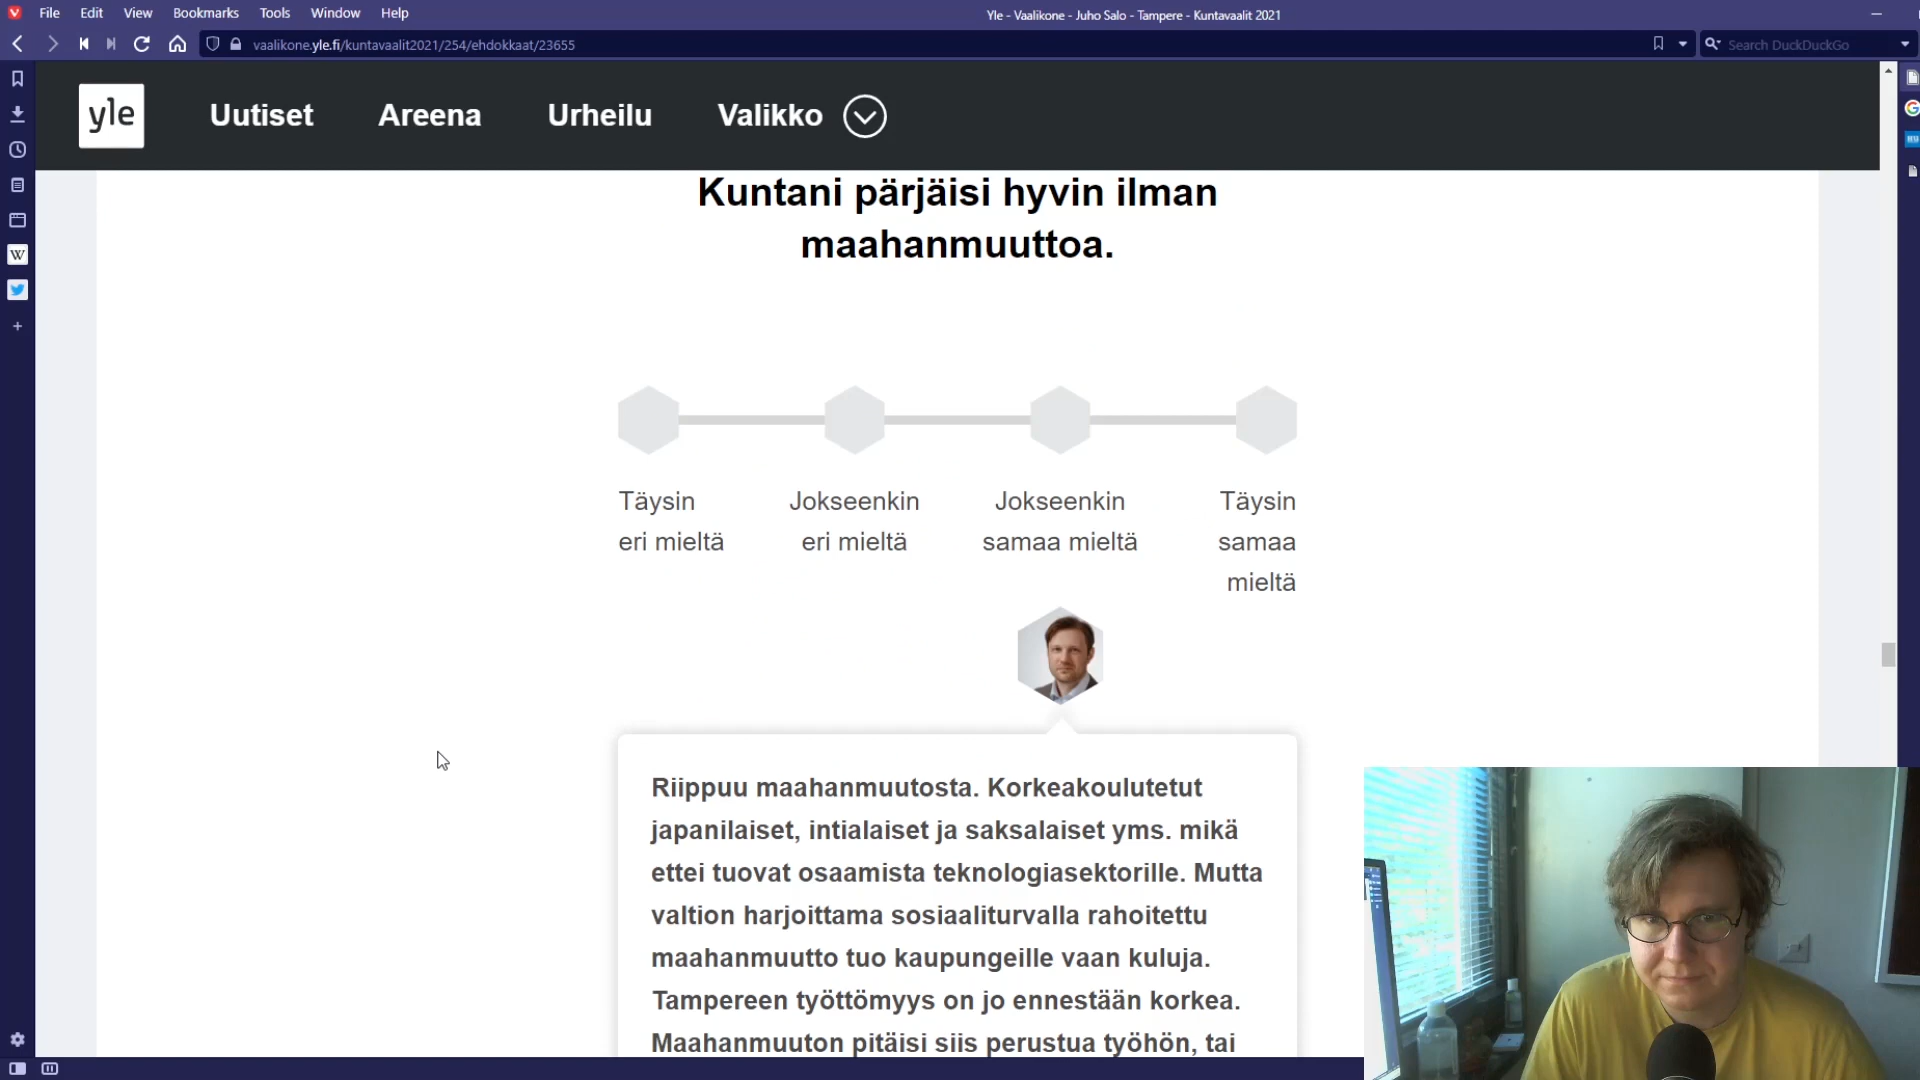 File Edit View Bookmarks Tools Window Help
Yle - Vaalikone - Juho Salo - Tampere - Kuntavaalit 2021
vaalikone.yle.fi/kuntavaalit2021/254/ehdokkaat/23655
Search DuckDuckGo
yle Uutiset Areena Urheilu Valikko
W
Kuntani pärjäisi hyvin ilman
maahanmuuttoa.
Täysin
eri mieltä
Jokseenkin
eri mieltä
Jokseenkin
samaa mieltä
Täysin
samaa
mieltä
Riippuu maahanmuutosta. Korkeakoulutetut
japanilaiset, intialaiset ja saksalaiset yms. mikä
ettei tuovat osaamista teknologiasektorille. Mutta
valtion harjoittama sosiaaliturvalla rahoitettu
maahanmuutto tuo kaupungeille vaan kuluja.
Tampereen työttömyys on jo ennestään korkea.
Maahanmuuton pitäisi siis perustua työhön, tai